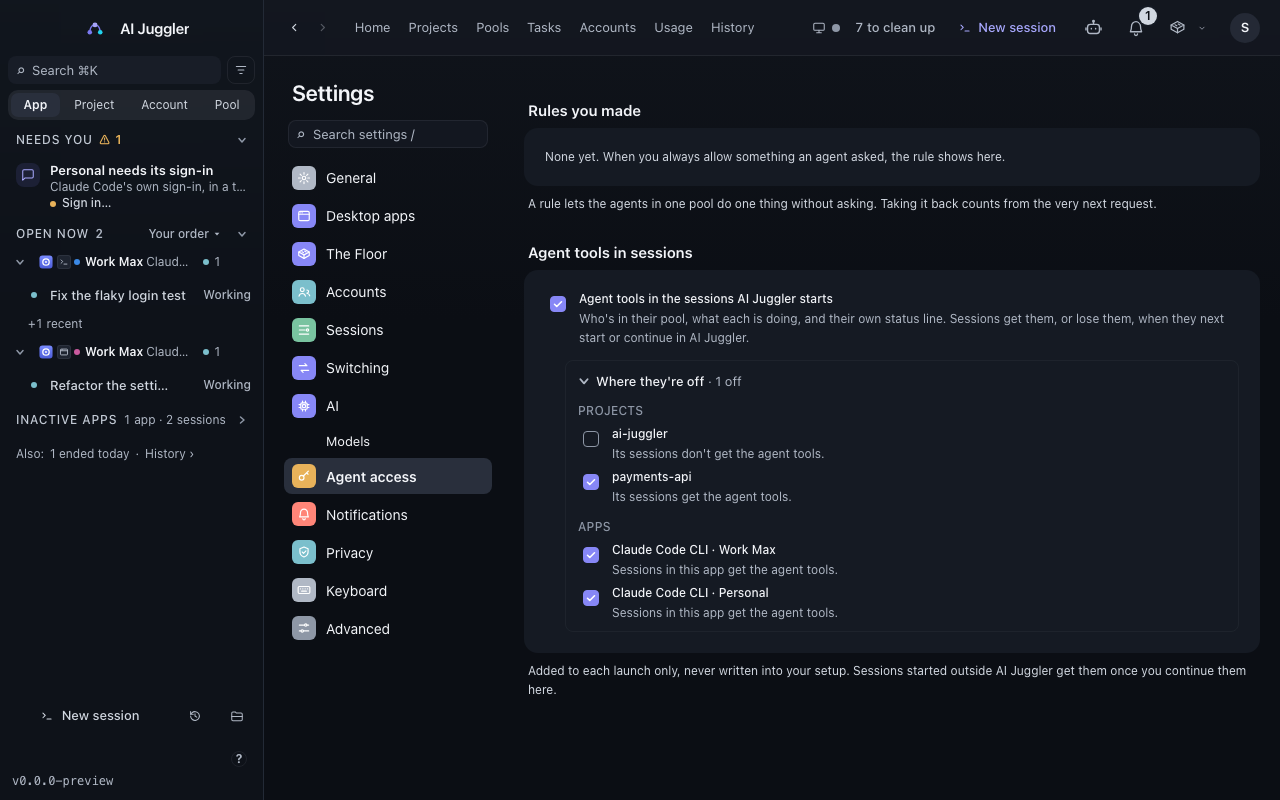 AI Juggler
Search ⌘K
App Project Account Pool
NEEDS YOU 1
Personal needs its sign-in
Claude Code's own sign-in, in a t…
Sign in…
OPEN NOW 2 Your order
Work Max Claud… 1
Fix the flaky login test Working
+1 recent
Work Max Claud… 1
Refactor the setti… Working
INACTIVE APPS 1 app · 2 sessions
Also: 1 ended today · History ›
New session
?
v0.0.0-preview
Home Projects Pools Tasks Accounts Usage History
7 to clean up
New session
1
S
Settings
Search settings /
General
Desktop apps
The Floor
Accounts
Sessions
Switching
AI
Models
Agent access
Notifications
Privacy
Keyboard
Advanced
Rules you made
None yet. When you always allow something an agent asked, the rule shows here.
A rule lets the agents in one pool do one thing without asking. Taking it back counts from the very next request.
Agent tools in sessions
Agent tools in the sessions AI Juggler starts
Who's in their pool, what each is doing, and their own status line. Sessions get them, or lose them, when they next
start or continue in AI Juggler.
Where they're off · 1 off
PROJECTS
ai-juggler
Its sessions don't get the agent tools.
payments-api
Its sessions get the agent tools.
APPS
Claude Code CLI · Work Max
Sessions in this app get the agent tools.
Claude Code CLI · Personal
Sessions in this app get the agent tools.
Added to each launch only, never written into your setup. Sessions started outside AI Juggler get them once you continue them
here.